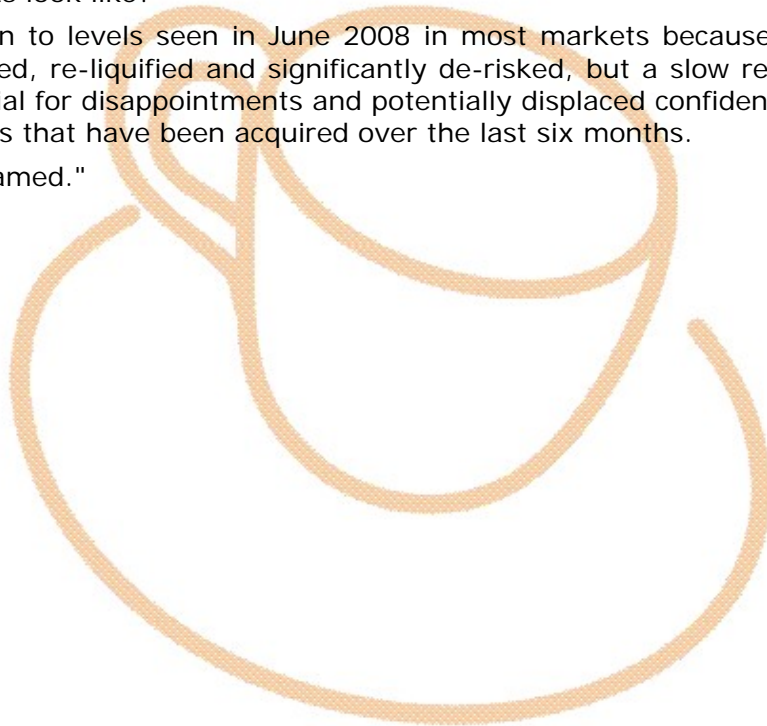 s look like?
n to levels seen in June 2008 in most markets because
ed, re-liquified and significantly de-risked, but a slow re
ial for disappointments and potentially displaced confiden
s that have been acquired over the last six months.
amed."